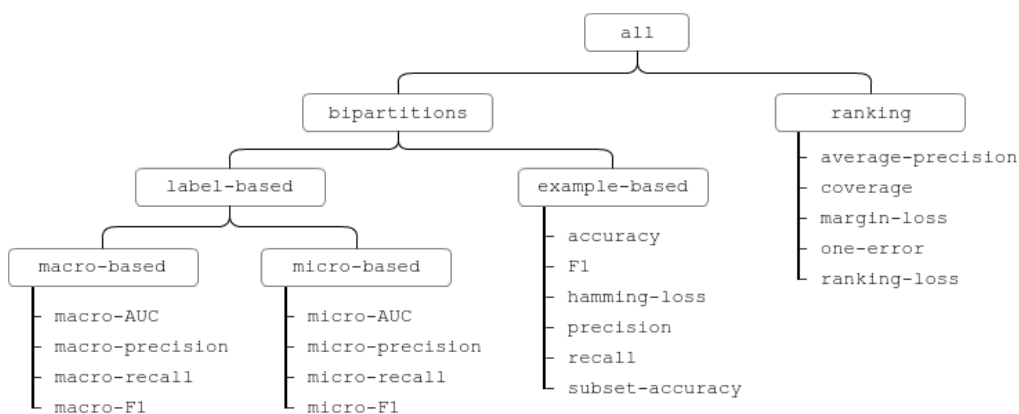 all
bipartitions
ranking
label-based
example-based
macro-based
micro-based
macro-AUC
macro-precision
macro-recall
macro-F1
micro-AUC
micro-precision
micro-recall
micro-F1
accuracy
F1
hamming-loss
precision
recall
subset-accuracy
average-precision
coverage
margin-loss
one-error
ranking-loss